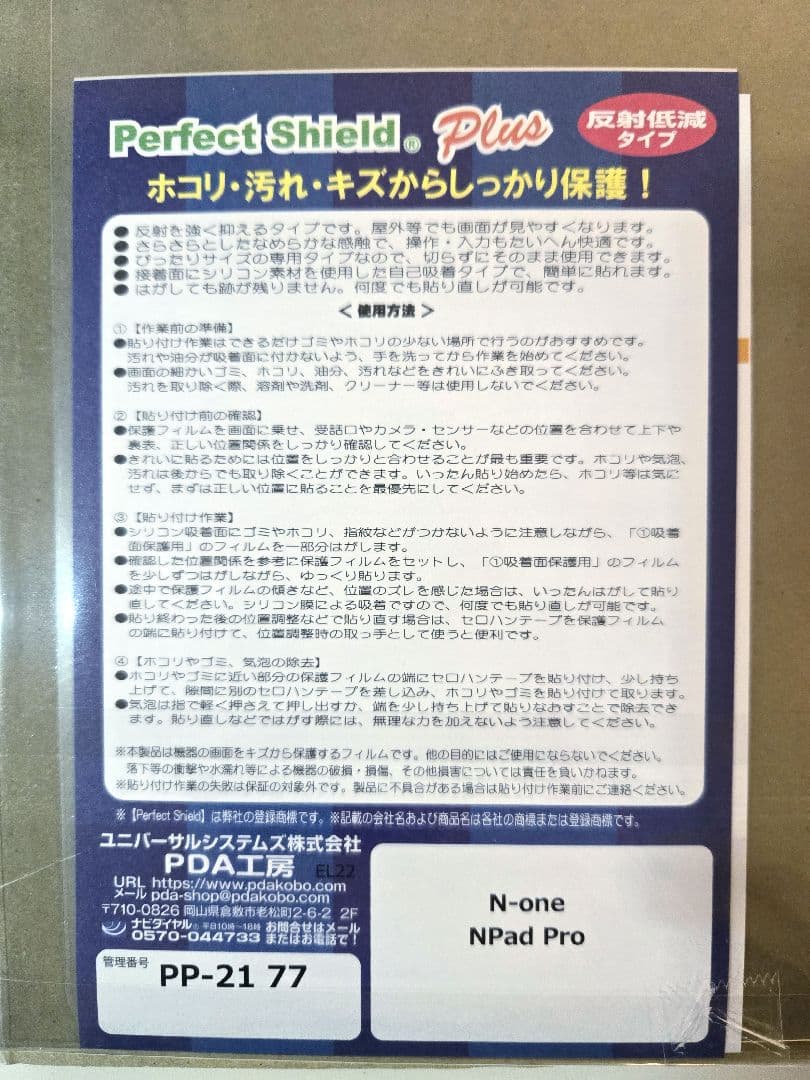 Perfect Shield® Plus
反射低減
タイプ
ホコリ・汚れ・キズからしっかり保護！
● 反射を強く抑えるタイプです。屋外等でも画面が見やすくなります。
● さらさらとしたなめらかな感触で、操作・入力もたいへん快適です。
● ぴったりサイズの専用タイプなので、切らずにそのまま使用できます。
● 接着面にシリコン素材を使用した自己吸着タイプで、簡単に貼れます。
● はがしても跡が残りません。何度でも貼り直しが可能です。
＜使用方法＞
①【作業前の準備】
●貼り付け作業はできるだけゴミやホコリの少ない場所で行うのがおすすめです。
汚れや油分が吸着面に付かないよう、手を洗ってから作業を始めてください。
●画面の細かいゴミ、ホコリ、油分、汚れなどをきれいにふき取ってください。
汚れを取り除く際、溶剤や洗剤、クリーナー等は使用しないでください。
②【貼り付け前の確認】
●保護フィルムを画面に乗せ、受話口やカメラ・センサーなどの位置を合わせて上下や
裏表、正しい位置関係をしっかり確認してください。
●きれいに貼るためには位置をしっかりと合わせることが最も重要です。ホコリや気泡、
汚れは後からでも取り除くことができます。いったん貼り始めたら、ホコリ等は気に
せず、まずは正しい位置に貼ることを最優先にしてください。
③【貼り付け作業】
●シリコン吸着面にゴミやホコリ、指紋などがつかないように注意しながら、「①吸着
面保護用」のフィルムを一部分はがします。
●確認した位置関係を参考に保護フィルムをセットし、「①吸着面保護用」のフィルム
を少しずつはがしながら、ゆっくり貼ります。
●途中で保護フィルムの傾きなど、位置のズレを感じた場合は、いったんはがして貼り
直してください。シリコン膜による吸着ですので、何度でも貼り直しが可能です。
●貼り終わった後の位置調整などで貼り直す場合は、セロハンテープを保護フィルム
の端に貼り付けて、位置調整時の取っ手として使うと便利です。
④【ホコリやゴミ、気泡の除去】
●ホコリやゴミに近い部分の保護フィルムの端にセロハンテープを貼り付け、少し持ち
上げて、隙間に別のセロハンテープを差し込み、ホコリやゴミを貼り付けて取ります。
●気泡は指で軽く押さえて押し出すか、端を少し持ち上げて貼りなおすことで除去でき
ます。貼り直しなどではがす際には、無理な力を加えないよう注意してください。
※本製品は機器の画面をキズから保護するフィルムです。他の目的にはご使用にならないでください。
落下等の衝撃や水濡れ等による機器の破損・損傷、その他損害については責任を負いかねます。
※貼り付け作業の失敗は保証の対象外です。製品に不具合がある場合は貼り付け作業前にご連絡ください。
※【Perfect Shield】は弊社の登録商標です。※記載の会社名および商品名は各社の商標または登録商標です。
ユニバーサルシステムズ株式会社
PDA工房 EL22
URL https://www.pdakobo.com
メール pda-shop@pdakobo.com
〒710-0826 岡山県倉敷市老松町2-6-2 2F
ナビダイヤル® 平日10時〜18時 お問合せはメール
0570-044733 またはお電話で！
管理番号
PP-21 77
N-one
NPad Pro